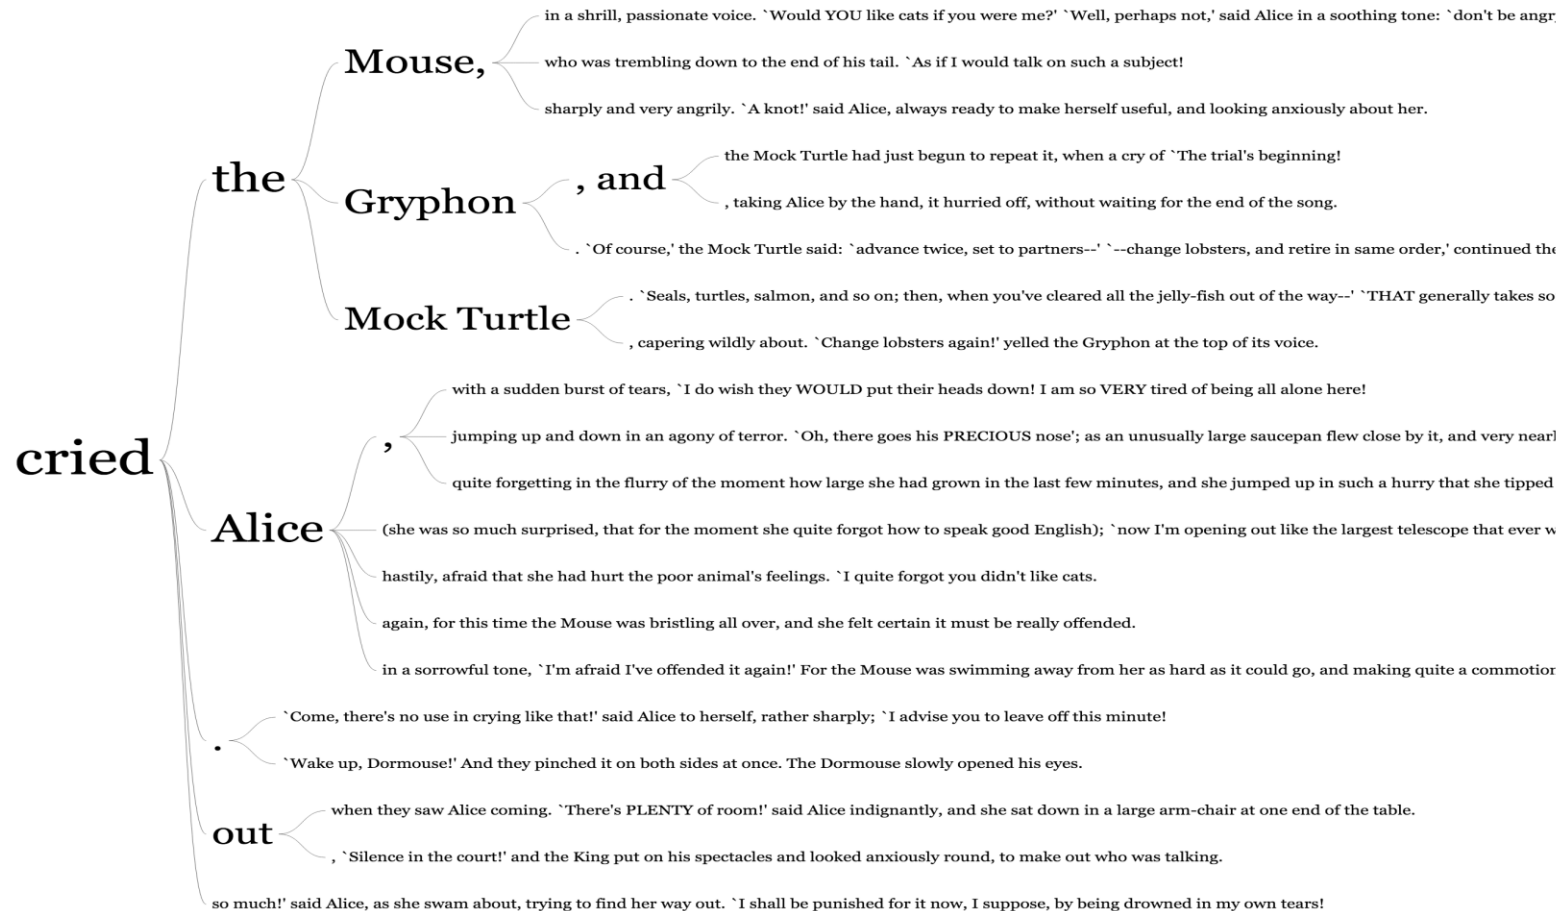 in a shrill, passionate voice. `Would YOU like cats if you were me?' `Well, perhaps not,' said Alice in a soothing tone: `don't be
Mouse,
who was trembling down to the end of his tail. `As if I would talk on such a subject!
sharply and very angrily. `A knot!' said Alice, always ready to make herself useful, and looking anxiously about her.
the
the Mock Turtle had just begun to repeat it, when a cry of `The trial's beginning!
, and
Gryphon
, taking Alice by the hand, it hurried off, without waiting for the end of the song.
. `Of course,' the Mock Turtle said: `advance twice, set to partners--' `--change lobsters, and retire in same order,' continued the
. `Seals, turtles, salmon, and so on; then, when you've cleared all the jelly-fish out of the way--' `THAT generally takes so
Mock Turtle
, capering wildly about. `Change lobsters again!' yelled the Gryphon at the top of its voice.
with a sudden burst of tears, `I do wish they WOULD put their heads down! I am so VERY tired of being all alone here!
,
jumping up and down in an agony of terror. `Oh, there goes his PRECIOUS nose'; as an unusually large saucepan flew close by it, and very
cried
quite forgetting in the flurry of the moment how large she had grown in the last few minutes, and she jumped up in such a hurry that she tipped
Alice
(she was so much surprised, that for the moment she quite forgot how to speak good English); `now I'm opening out like the largest telescope that ever
hastily, afraid that she had hurt the poor animal's feelings. `I quite forgot you didn't like cats.
again, for this time the Mouse was bristling all over, and she felt certain it must be really offended.
in a sorrowful tone, `I'm afraid I've offended it again!' For the Mouse was swimming away from her as hard as it could go, and making quite a
`Come, there's no use in crying like that!' said Alice to herself, rather sharply; `I advise you to leave off this minute!
.
`Wake up, Dormouse!' And they pinched it on both sides at once. The Dormouse slowly opened his eyes.
when they saw Alice coming. `There's PLENTY of room!' said Alice indignantly, and she sat down in a large arm-chair at one end of the table.
out
, `Silence in the court!' and the King put on his spectacles and looked anxiously round, to make out who was talking.
so much!' said Alice, as she swam about, trying to find her way out. `I shall be punished for it now, I suppose, by being drowned in my own tears!